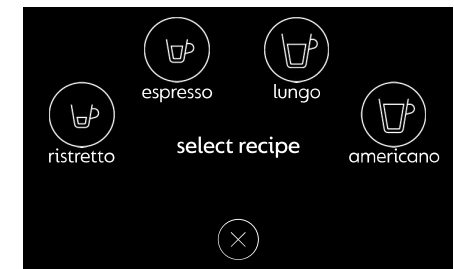 espresso
lungo
ristretto
select recipe
americano